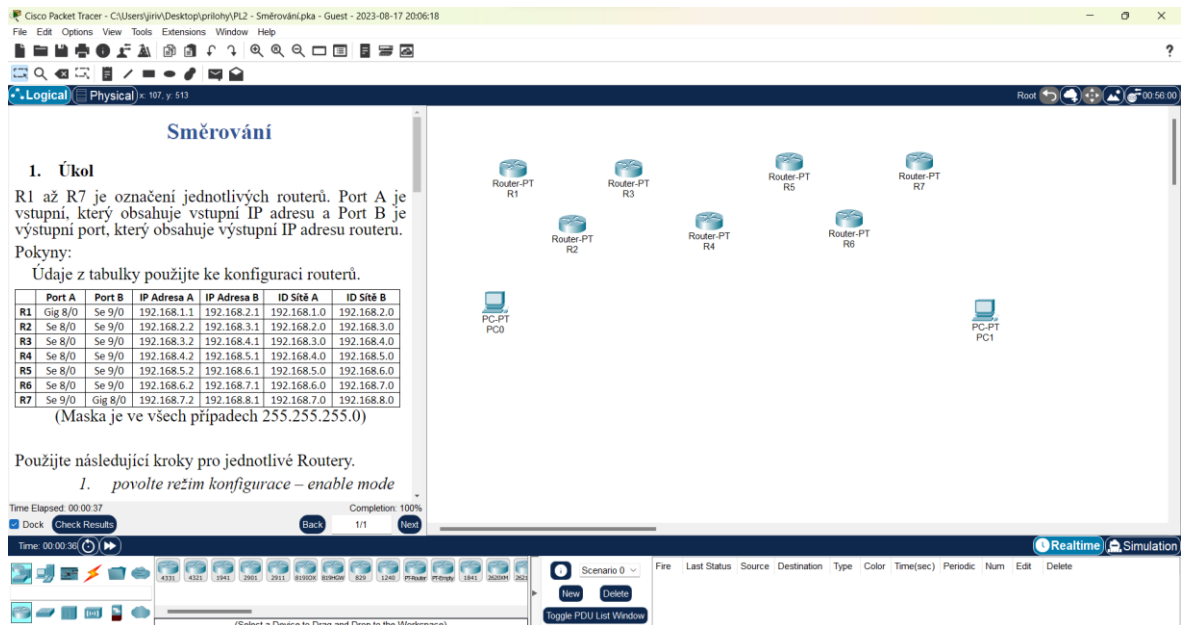 Cisco Packet Tracer - C:\Users\jiriv\Desktop\prilohy\PL2 - Směrování.pka - Guest - 2023-08-17 20:06:18
File Edit Options View Tools Extensions Window Help
?
Logical Physical x: 107, y: 513 Root 00:56:00
Směrování
1. Úkol
R1 až R7 je označení jednotlivých routerů. Port A je
vstupní, který obsahuje vstupní IP adresu a Port B je
výstupní port, který obsahuje výstupní IP adresu routeru.
Pokyny:
Údaje z tabulky použijte ke konfiguraci routerů.
Port A Port B IP Adresa A IP Adresa B ID Sítě A ID Sítě B
R1 Gig 8/0 Se 9/0 192.168.1.1 192.168.2.1 192.168.1.0 192.168.2.0
R2 Se 8/0 Se 9/0 192.168.2.2 192.168.3.1 192.168.2.0 192.168.3.0
R3 Se 8/0 Se 9/0 192.168.3.2 192.168.4.1 192.168.3.0 192.168.4.0
R4 Se 8/0 Se 9/0 192.168.4.2 192.168.5.1 192.168.4.0 192.168.5.0
R5 Se 8/0 Se 9/0 192.168.5.2 192.168.6.1 192.168.5.0 192.168.6.0
R6 Se 8/0 Se 9/0 192.168.6.2 192.168.7.1 192.168.6.0 192.168.7.0
R7 Se 9/0 Gig 8/0 192.168.7.2 192.168.8.1 192.168.7.0 192.168.8.0
(Maska je ve všech případech 255.255.255.0)
Použijte následující kroky pro jednotlivé Routery.
1. povolte režim konfigurace – enable mode
Router-PT
R1
Router-PT
R3
Router-PT
R5
Router-PT
R7
Router-PT
R2
Router-PT
R4
Router-PT
R6
PC-PT
PC0
PC-PT
PC1
Time Elapsed: 00:00:37 Completion: 100%
Dock Check Results Back 1/1 Next
Time: 00:00:36 Realtime Simulation
4331 4321 1941 2901 2911 819IOX 819HGW 829 1240 PT-Router PT-Empty 1841 2620XM
Scenario 0
New Delete
Toggle PDU List Window
Fire Last Status Source Destination Type Color Time(sec) Periodic Num Edit Delete
(Select a Device to Drag and Drop to the Workspace)